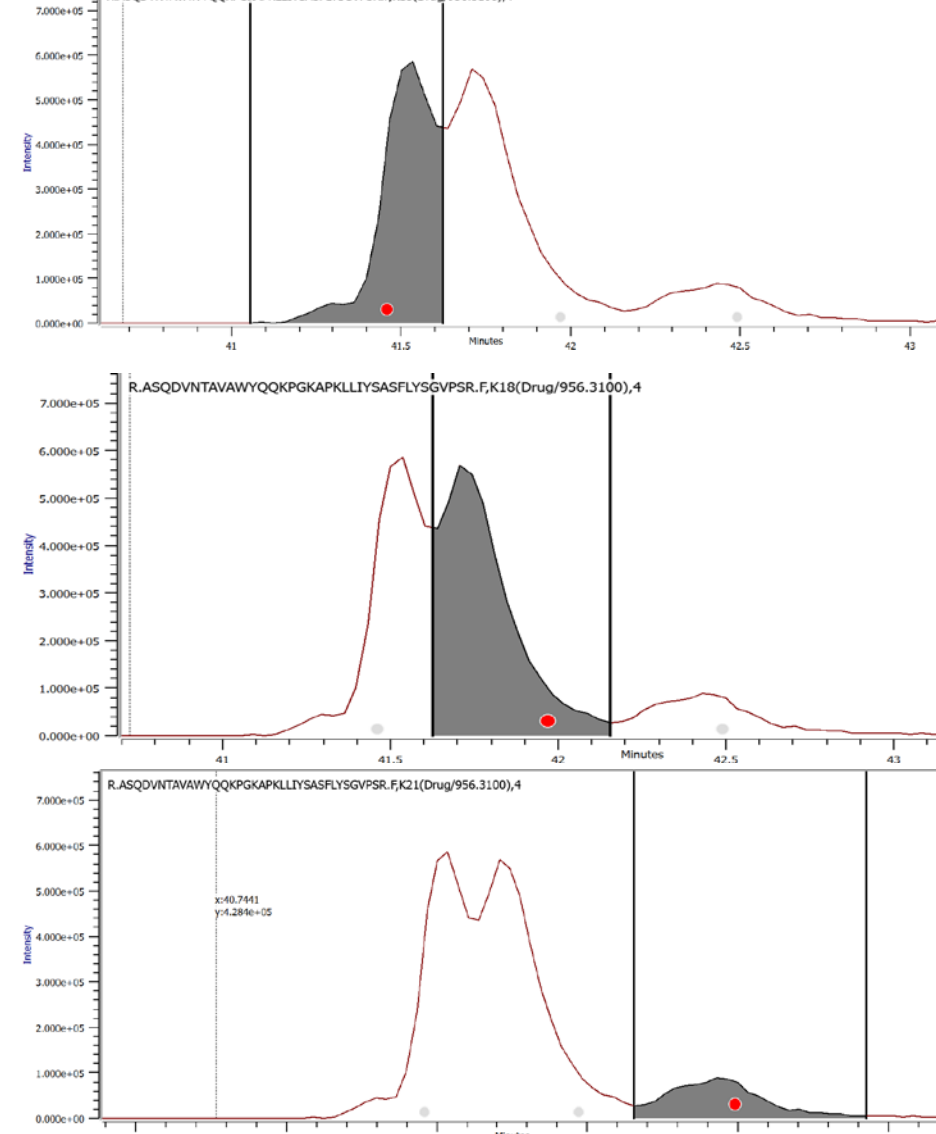 7.000e+05
6.000e+05
5.000e+05
4.000e+05
3.000e+05
2.000e+05
1.000e+05
0.000e+00
Intensity
41
41.5
42
42.5
43
Minutes
R.ASQDVNTAVAWYQQKPGKAPKLLIYSASFLYSGVPSR.F,K18(Drug/956.3100),4
7.000e+05
6.000e+05
5.000e+05
4.000e+05
3.000e+05
2.000e+05
1.000e+05
0.000e+00
Intensity
41
41.5
42
42.5
43
Minutes
R.ASQDVNTAVAWYQQKPGKAPKLLIYSASFLYSGVPSR.F,K21(Drug/956.3100),4
7.000e+05
6.000e+05
5.000e+05
4.000e+05
3.000e+05
2.000e+05
1.000e+05
0.000e+00
Intensity
x:40.7441
y:4.284e+05